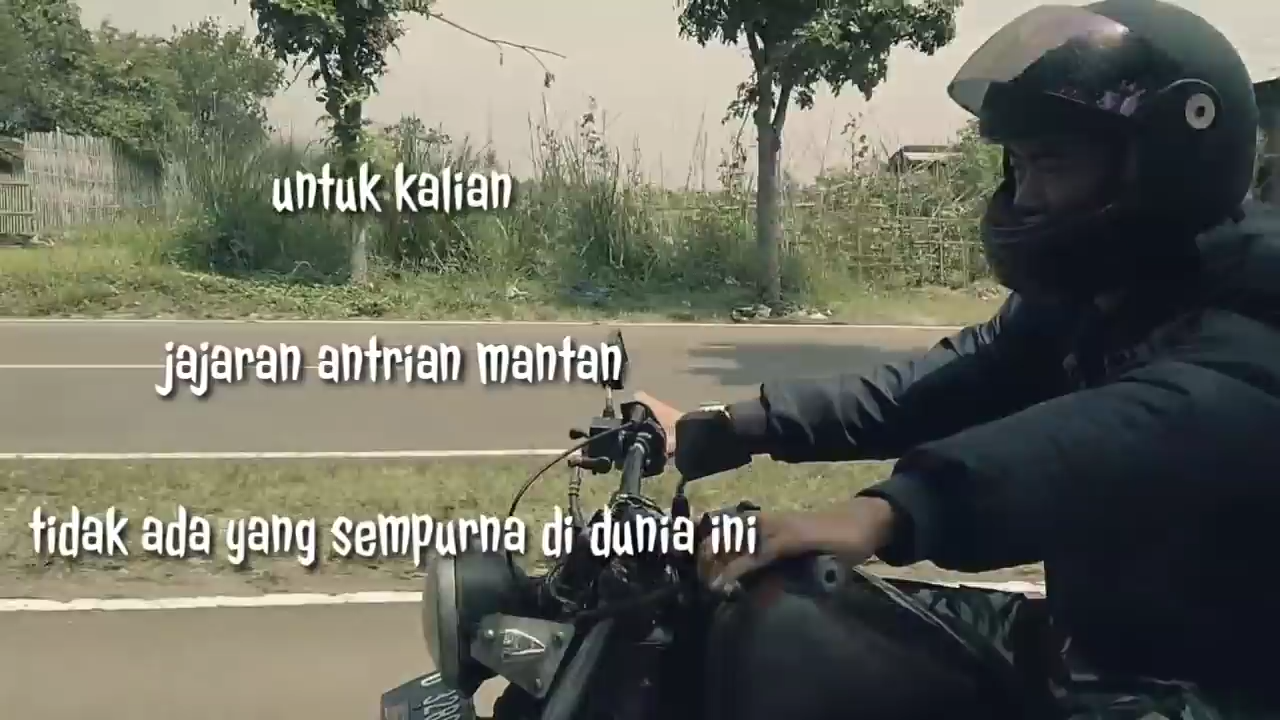 untuk kalian
jajaran antrian mantan
tidak ada yang sempurna di dunia ini